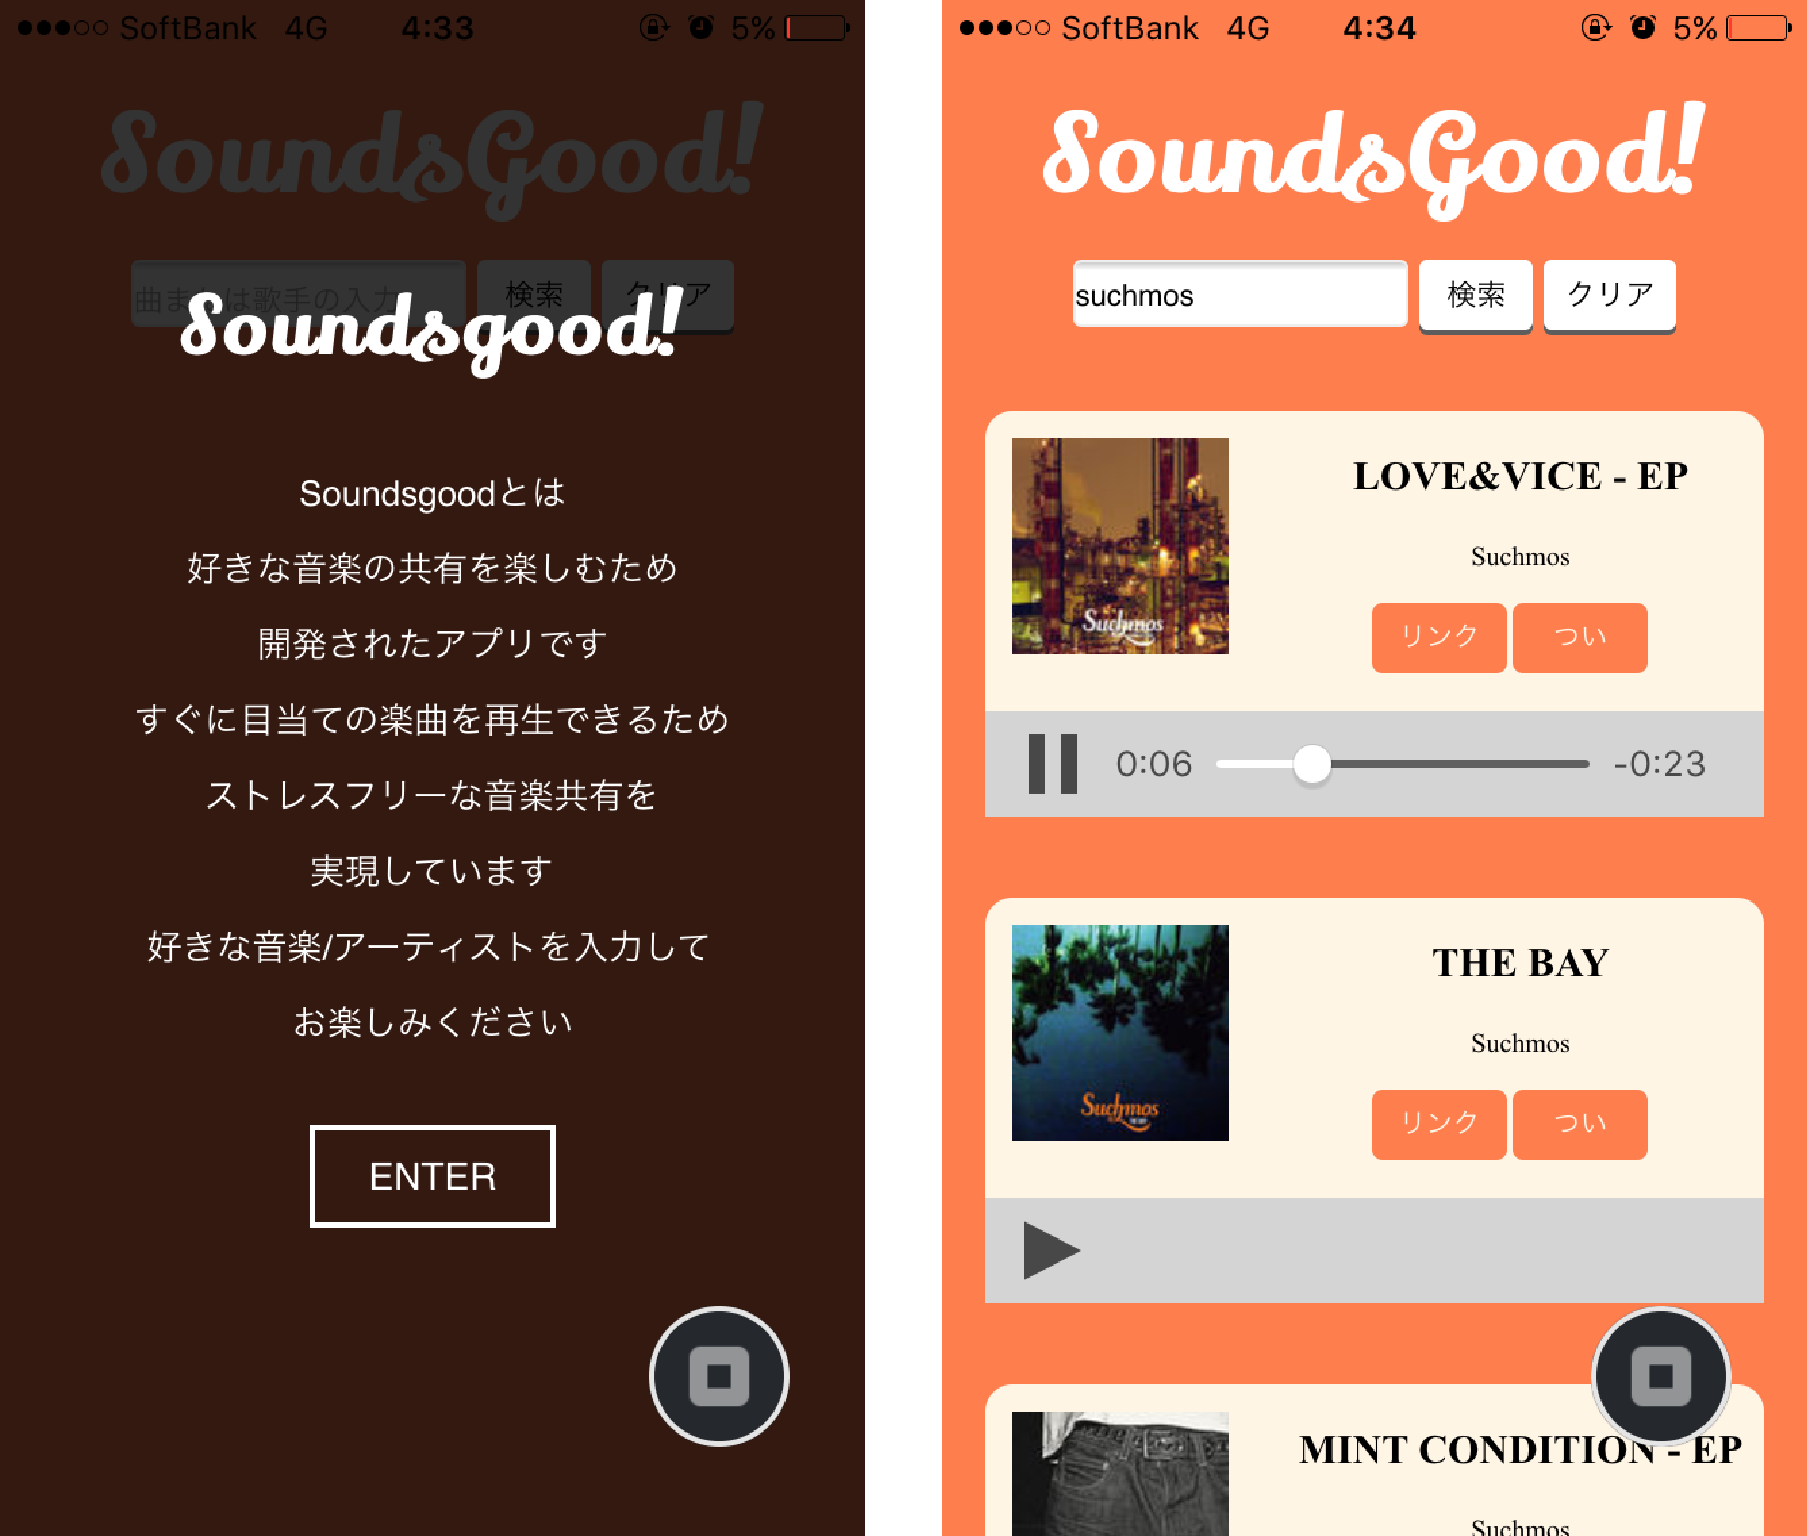 SoftBank 4G 4:33 5%
SoundsGood!
曲または歌手の入力 検索 クリア
Soundsgood!
Soundsgoodとは
好きな音楽の共有を楽しむため
開発されたアプリです
すぐに目当ての楽曲を再生できるため
ストレスフリーな音楽共有を
実現しています
好きな音楽/アーティストを入力して
お楽しみください
ENTER
SoftBank 4G 4:34 5%
SoundsGood!
suchmos 検索 クリア
Suchmos
LOVE&VICE - EP
Suchmos
リンク つい
0:06 -0:23
Suchmos
THE BAY
Suchmos
リンク つい
MINT CONDITION - EP
Suchmos